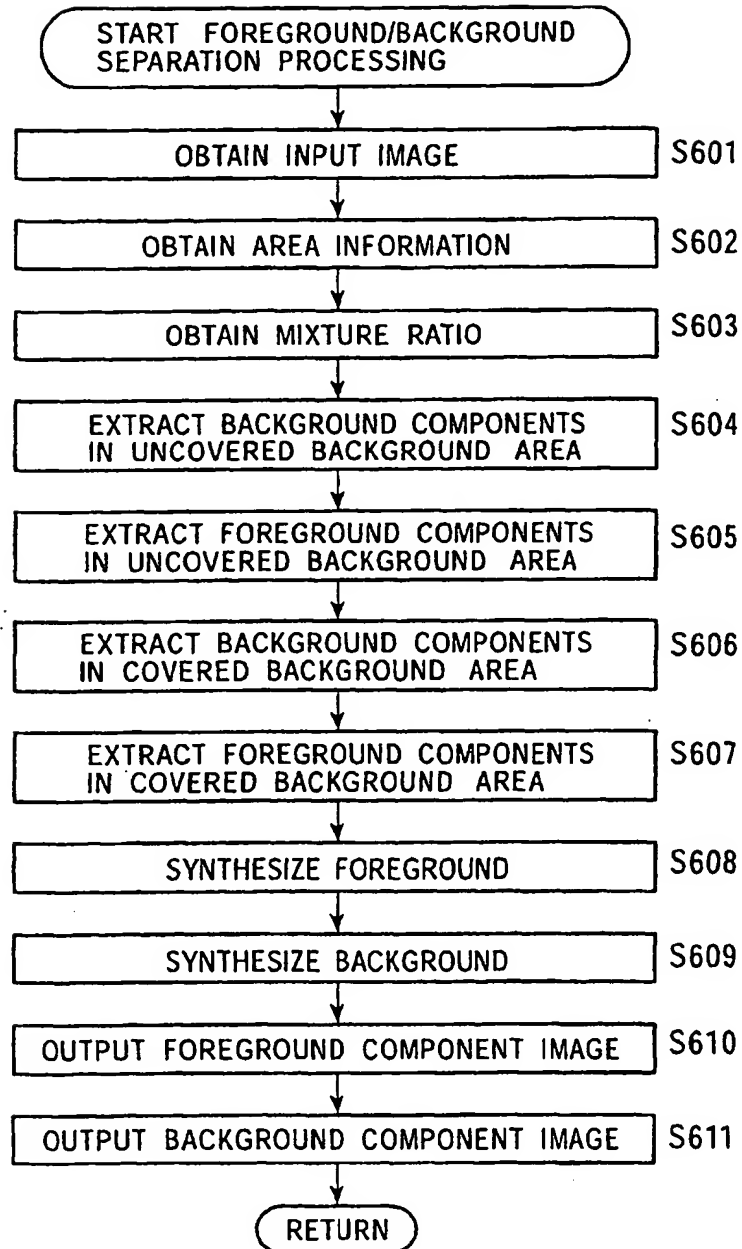 START FOREGROUND/BACKGROUND
SEPARATION PROCESSING
OBTAIN INPUT IMAGE S601
OBTAIN AREA INFORMATION S602
OBTAIN MIXTURE RATIO S603
EXTRACT BACKGROUND COMPONENTS S604
IN UNCOVERED BACKGROUND AREA
EXTRACT FOREGROUND COMPONENTS S605
IN UNCOVERED BACKGROUND AREA
EXTRACT BACKGROUND COMPONENTS S606
IN COVERED BACKGROUND AREA
EXTRACT FOREGROUND COMPONENTS S607
IN COVERED BACKGROUND AREA
SYNTHESIZE FOREGROUND S608
SYNTHESIZE BACKGROUND S609
OUTPUT FOREGROUND COMPONENT IMAGE S610
OUTPUT BACKGROUND COMPONENT IMAGE S611
RETURN